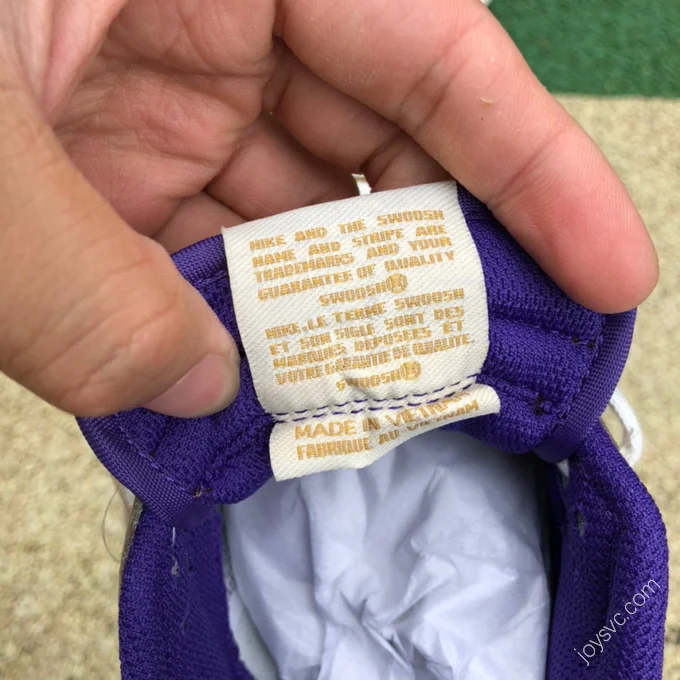 NIKE AND THE SWOOSH
NAME AND STRIPE ARE
TRADEMARKS AND YOUR
GUARANTEE OF QUALITY
SWOOSH®
NIKE.LE TERME SWOOSH
ET SON SIGLE SONT DES
MARQUES DEPOSEES ET
VOTRE GARANTIE DE QUALITE.
SWOOSH®
MADE IN VIETNAM
FABRIQUE AU VIETNAM
joysvc.com